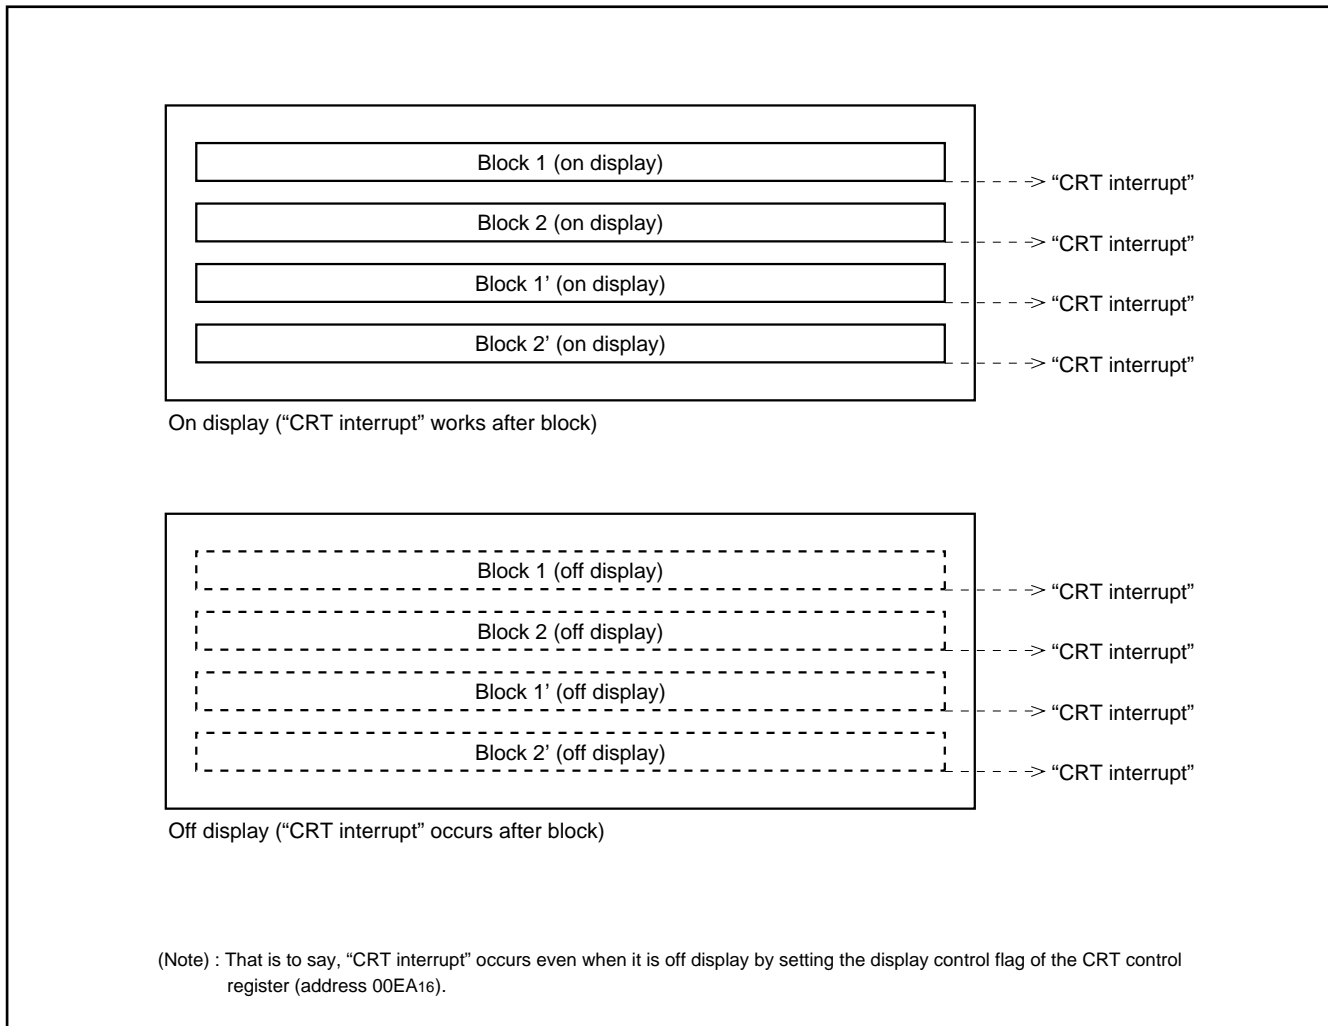 Block 1 (on display)
“CRT interrupt”
Block 2 (on display)
“CRT interrupt”
Block 1’ (on display)
“CRT interrupt”
Block 2’ (on display)
“CRT interrupt”
On display (“CRT interrupt” works after block)
Block 1 (off display)
“CRT interrupt”
Block 2 (off display)
“CRT interrupt”
Block 1’ (off display)
“CRT interrupt”
Block 2’ (off display)
“CRT interrupt”
Off display (“CRT interrupt” occurs after block)
(Note) : That is to say, “CRT interrupt” occurs even when it is off display by setting the display control flag of the CRT control
register (address 00EA16).